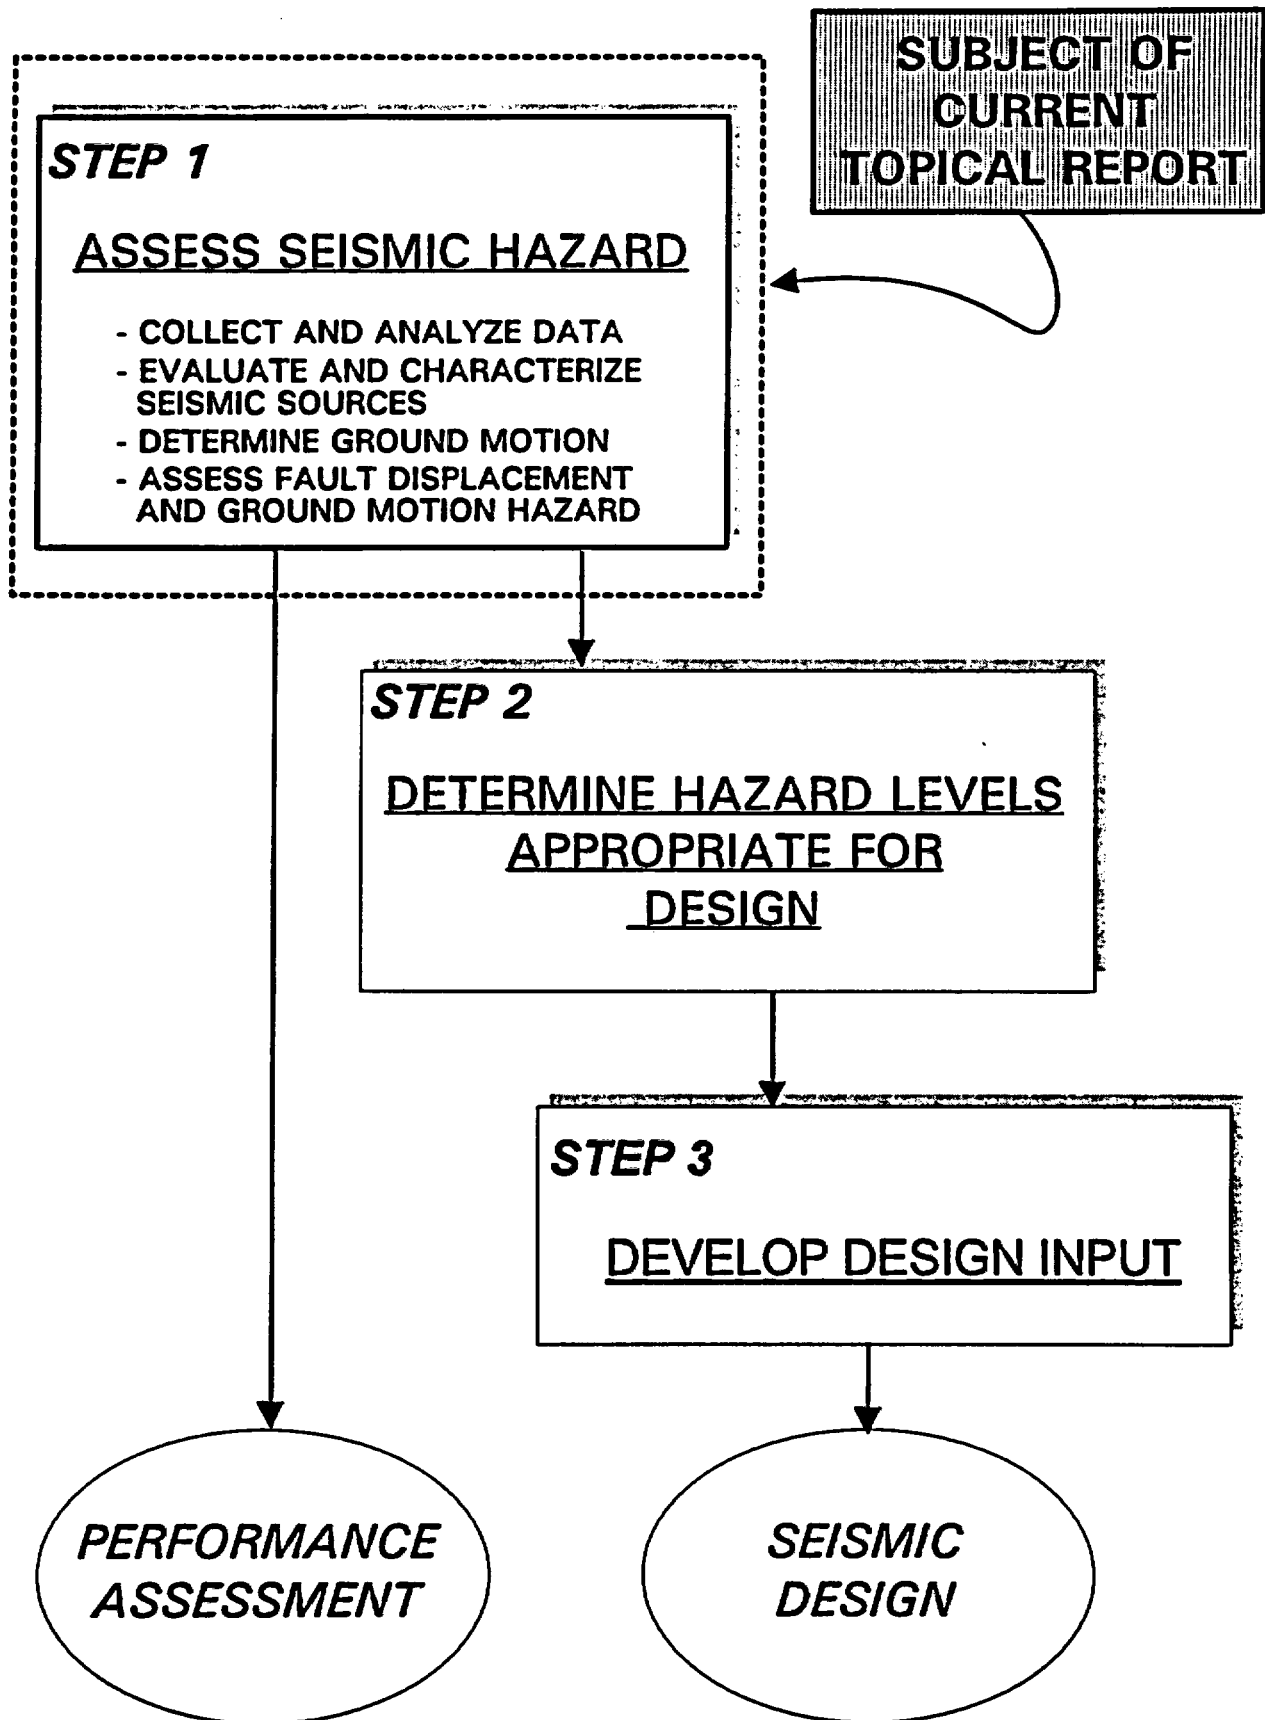 SUBJECT OF
CURRENT
TOPICAL REPORT
STEP 1
ASSESS SEISMIC HAZARD
- COLLECT AND ANALYZE DATA
- EVALUATE AND CHARACTERIZE
SEISMIC SOURCES
- DETERMINE GROUND MOTION
- ASSESS FAULT DISPLACEMENT
AND GROUND MOTION HAZARD
STEP 2
DETERMINE HAZARD LEVELS
APPROPRIATE FOR
DESIGN
STEP 3
DEVELOP DESIGN INPUT
PERFORMANCE
ASSESSMENT
SEISMIC
DESIGN